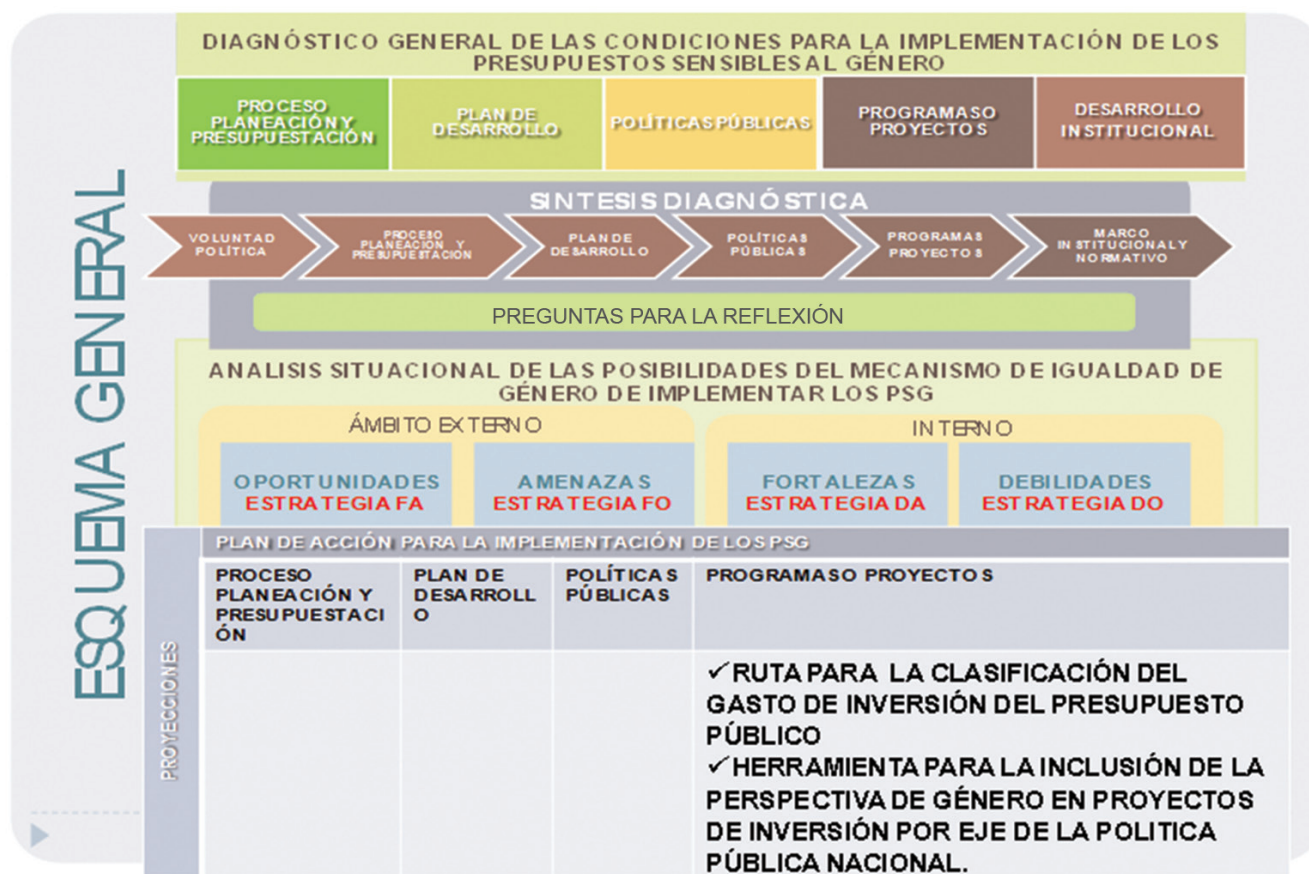 ESQUEMA GENERAL
DIAGNÓSTICO GENERAL DE LAS CONDICIONES PARA LA IMPLEMENTACIÓN DE LOS
PRESUPUESTOS SENSIBLES AL GÉNERO
PROCESO
PLANEACIÓN Y
PRESUPUESTACIÓN
PLAN DE
DESARROLLO
POLÍTICAS PÚBLICAS
PROGRAMAS O
PROYECTOS
DESARROLLO
INSTITUCIONAL
SINTESIS DIAGNÓSTICA
VOLUNTAD
POLÍTICA
PROCESO
PLANEACIÓN Y
PRESUPUESTACIÓN
PLAN DE
DESARROLLO
POLÍTICAS
PÚBLICAS
PROGRAMAS
PROYECTOS
MARCO
INSTITUCIONAL Y
NORMATIVO
PREGUNTAS PARA LA REFLEXIÓN
ANALISIS SITUACIONAL DE LAS POSIBILIDADES DEL MECANISMO DE IGUALDAD DE
GÉNERO DE IMPLEMENTAR LOS PSG
ÁMBITO EXTERNO
INTERNO
OPORTUNIDADES
ESTRATEGIA FA
AMENAZAS
ESTRATEGIA FO
FORTALEZAS
ESTRATEGIA DA
DEBILIDADES
ESTRATEGIA DO
PROYECCIONES
PLAN DE ACCIÓN PARA LA IMPLEMENTACIÓN DE LOS PSG
PROCESO
PLANEACIÓN Y
PRESUPUESTACI
ÓN
PLAN DE
DESARROLL
O
POLÍTICAS
PÚBLICAS
PROGRAMAS O PROYECTOS
✓RUTA PARA LA CLASIFICACIÓN DEL
GASTO DE INVERSIÓN DEL PRESUPUESTO
PÚBLICO
✓HERRAMIENTA PARA LA INCLUSIÓN DE LA
PERSPECTIVA DE GÉNERO EN PROYECTOS
DE INVERSIÓN POR EJE DE LA POLITICA
PÚBLICA NACIONAL.